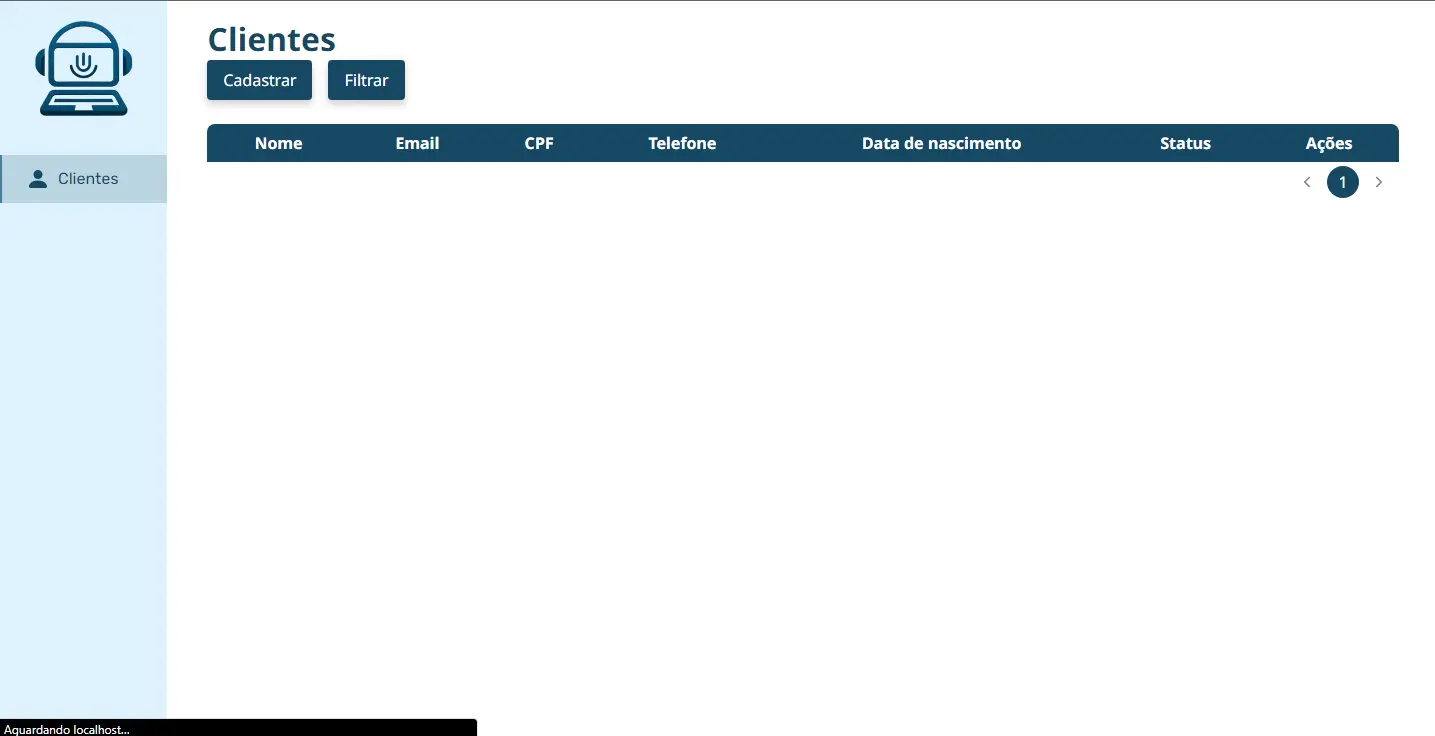 Clientes
Cadastrar Filtrar
Nome Email CPF Telefone Data de nascimento Status Ações
1
Clientes
Aguardando localhost...